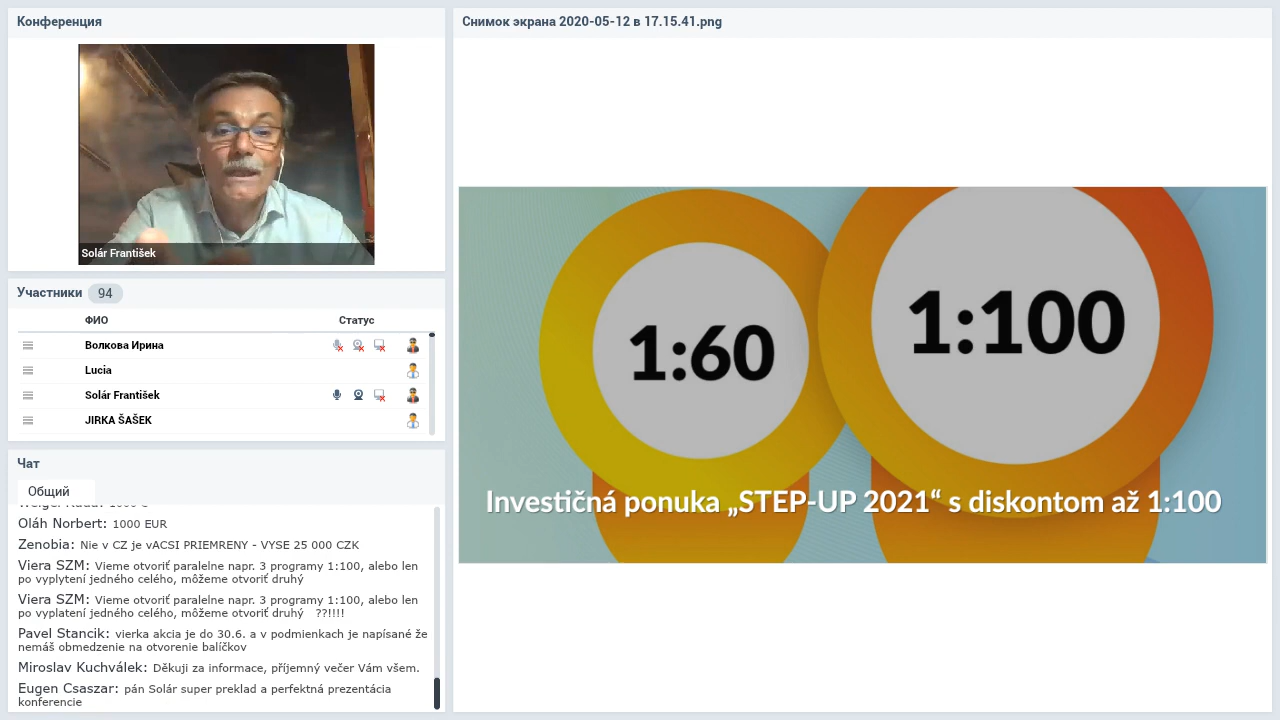 Конференция
Solár František
Участники 94
ФИО Статус
Волкова Ирина
Lucia
Solár František
JIRKA ŠAŠEK
Чат
Общий
Oláh Norbert: 1000 EUR
Zenobia: Nie v CZ je vACSI PRIEMRENY - VYSE 25 000 CZK
Viera SZM: Vieme otvoriť paralelne napr. 3 programy 1:100, alebo len
po vyplytení jedného celého, môžeme otvoriť druhý
Viera SZM: Vieme otvoriť paralelne napr. 3 programy 1:100, alebo len
po vyplatení jedného celého, môžeme otvoriť druhý ??!!!!
Pavel Stancik: vierka akcia je do 30.6. a v podmienkach je napísané že
nemáš obmedzenie na otvorenie balíčkov
Miroslav Kuchválek: Děkuji za informace, příjemný večer Vám všem.
Eugen Csaszar: pán Solár super preklad a perfektná prezentácia
konferencie
Снимок экрана 2020-05-12 в 17.15.41.png
1:60
1:100
Investičná ponuka „STEP-UP 2021“ s diskontom až 1:100